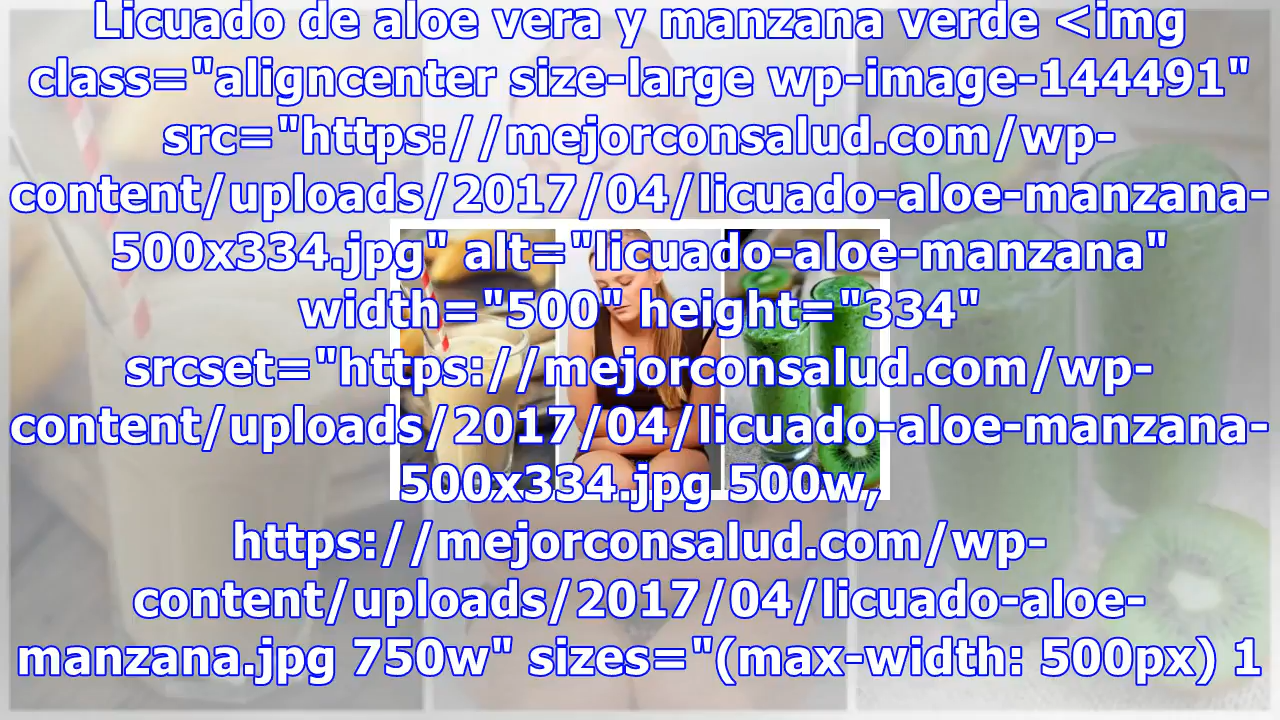 Licuado de aloe vera y manzana verde <img
class="aligncenter size-large wp-image-144491"
src="https://mejorconsalud.com/wp-
content/uploads/2017/04/licuado-aloe-manzana-
500x334.jpg" alt="licuado-aloe-manzana"
width="500" height="334"
srcset="https://mejorconsalud.com/wp-
content/uploads/2017/04/licuado-aloe-manzana-
500x334.jpg 500w,
https://mejorconsalud.com/wp-
content/uploads/2017/04/licuado-aloe-
manzana.jpg 750w" sizes="(max-width: 500px) 1